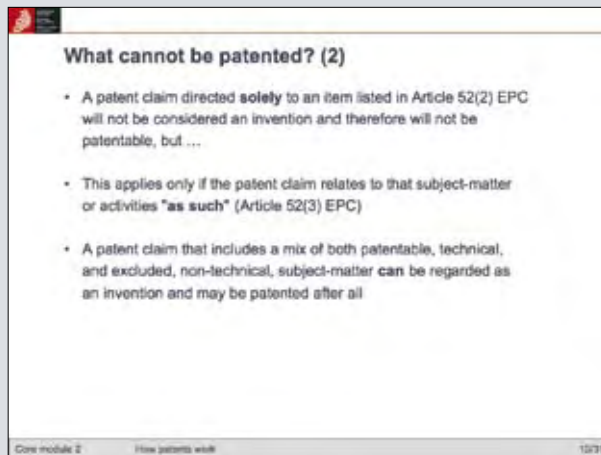 What cannot be patented? (2)
• A patent claim directed solely to an item listed in Article 52(2) EPC
will not be considered an invention and therefore will not be
patentable, but ...
• This applies only if the patent claim relates to that subject-matter
or activities "as such" (Article 52(3) EPC)
• A patent claim that includes a mix of both patentable, technical,
and excluded, non-technical, subject-matter can be regarded as
an invention and may be patented after all
Core module 2 How patents work